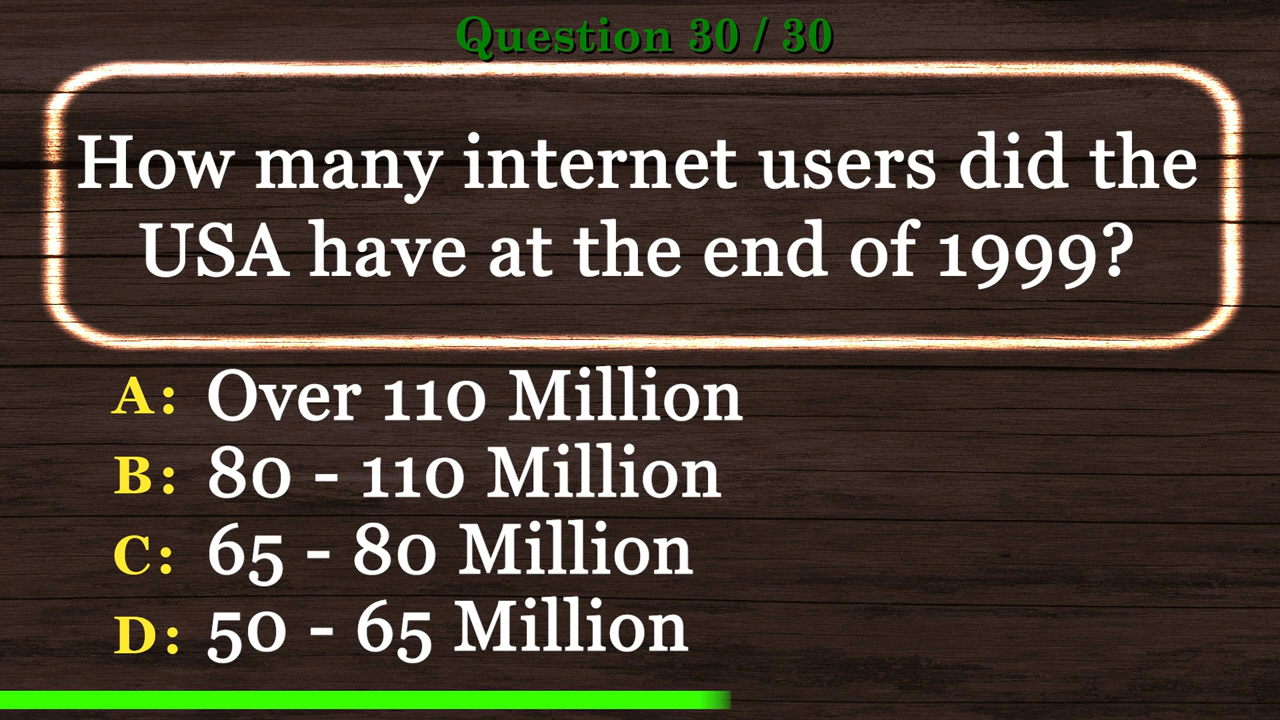 Question 30 / 30
How many internet users did the
USA have at the end of 1999?
A: Over 110 Million
B: 80 - 110 Million
C: 65 - 80 Million
D: 50 - 65 Million